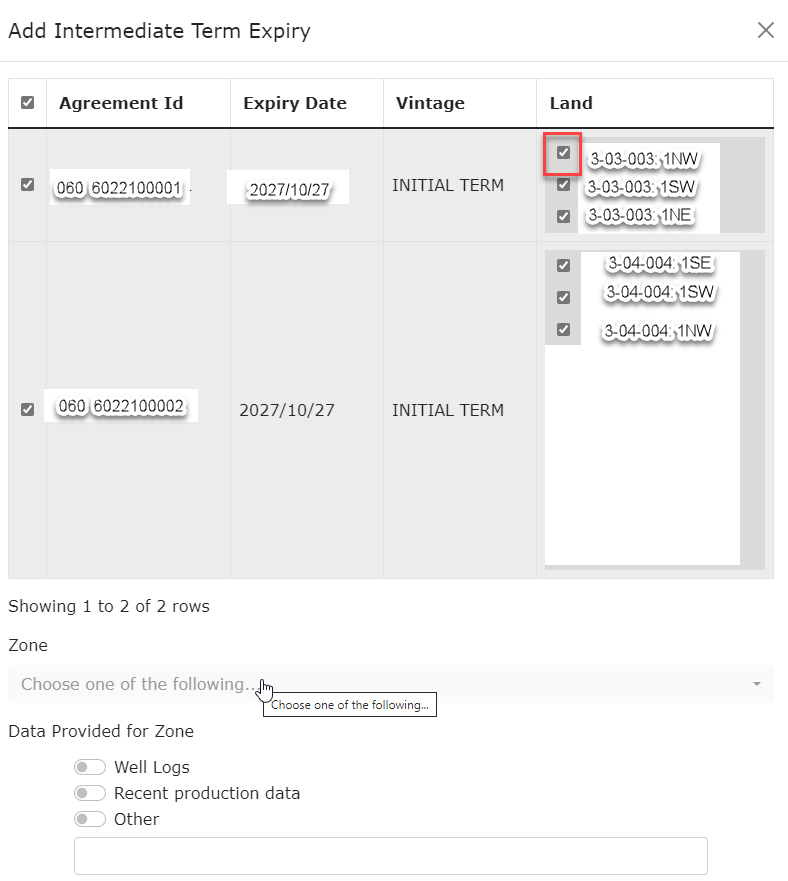 Add Intermediate Term Expiry
Agreement Id Expiry Date Vintage Land
060 6022100001 2027/10/27 INITIAL TERM
3-03-003: 1NW
3-03-003: 1SW
3-03-003: 1NE
060 6022100002 2027/10/27 INITIAL TERM
3-04-004: 1SE
3-04-004: 1SW
3-04-004: 1NW
Showing 1 to 2 of 2 rows
Zone
Choose one of the following...
Choose one of the following...
Data Provided for Zone
Well Logs
Recent production data
Other